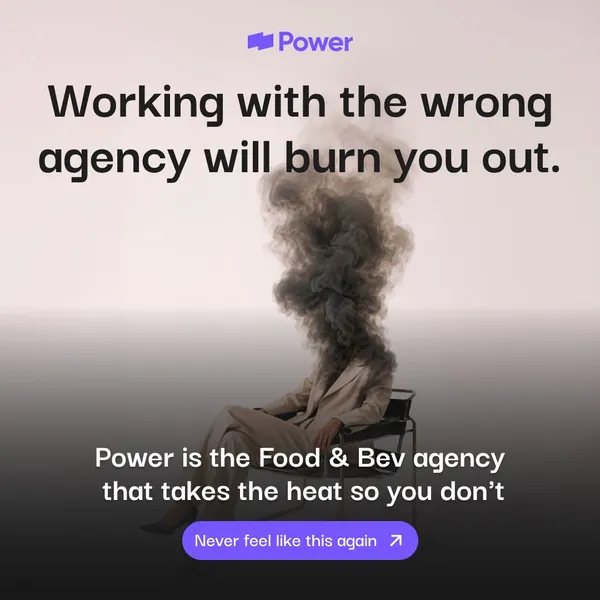 Power
Working with the wrong
agency will burn you out.
Power is the Food & Bev agency
that takes the heat so you don't
Never feel like this again